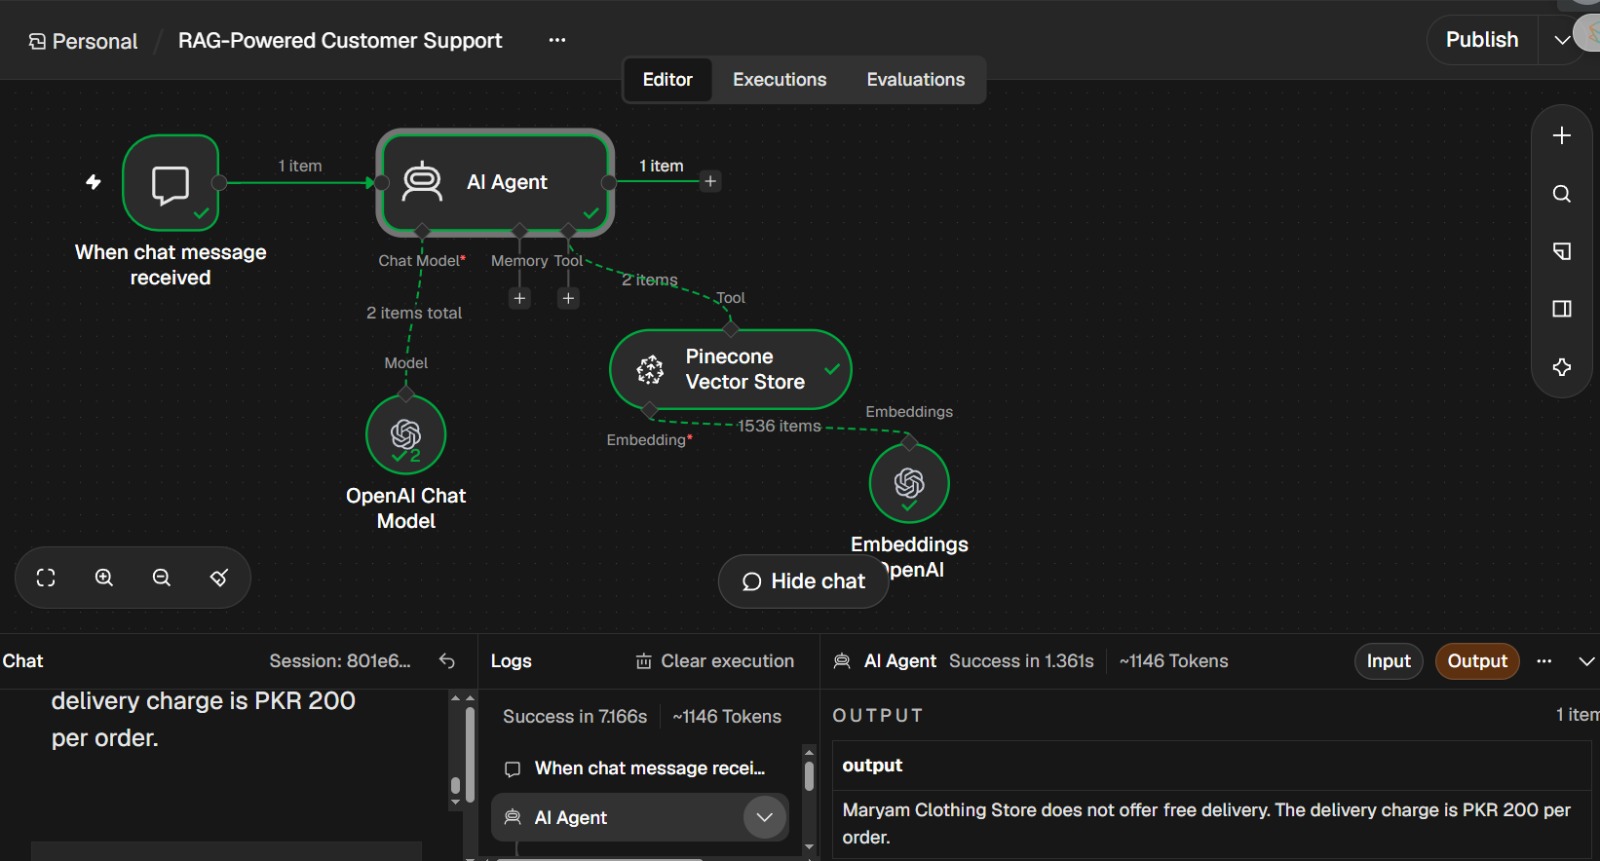 Personal / RAG-Powered Customer Support ...
Publish
Editor Executions Evaluations
1 item
AI Agent
1 item
When chat message
received
Chat Model*
Memory
Tool
2 items
Tool
2 items total
Model
Pinecone
Vector Store
Embeddings
1536 items
Embedding*
2
OpenAI Chat
Model
Embeddings
OpenAI
Hide chat
Chat
Session: 801e6...
delivery charge is PKR 200
per order.
Logs
Clear execution
Success in 7.166s
~1146 Tokens
When chat message recei...
AI Agent
AI Agent Success in 1.361s ~1146 Tokens
Input Output ...
OUTPUT
1 item
output
Maryam Clothing Store does not offer free delivery. The delivery charge is PKR 200 per
order.